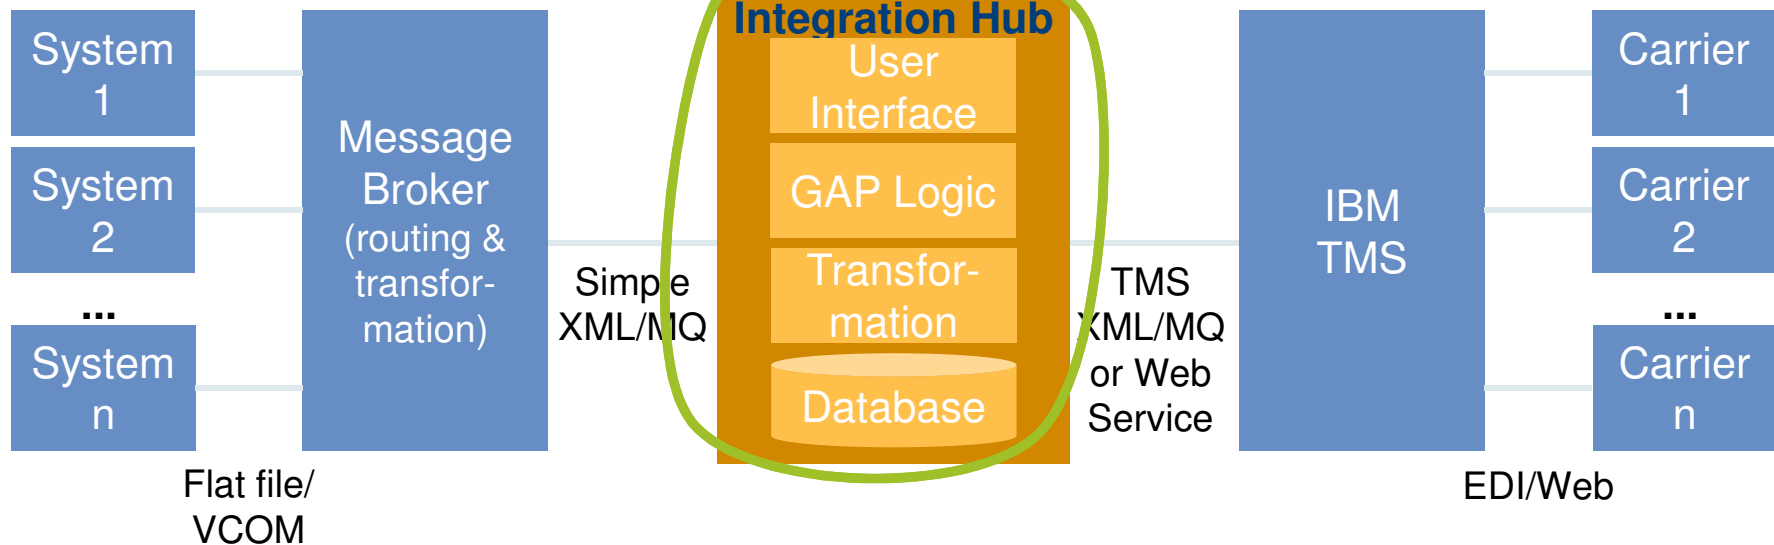 System
1
System
2
...
System
n
Flat file/
VCOM
Message
Broker
(routing &
transfor-
mation)
Simple
XML/MQ
Integration Hub
User
Interface
GAP Logic
Transfor-
mation
Database
TMS
XML/MQ
or Web
Service
IBM
TMS
Carrier
1
Carrier
2
...
Carrier
n
EDI/Web